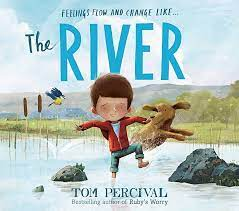 FEELINGS FLOW AND CHANGE LIKE...
The
RIVER
TOM PERCIVAL
Bestselling author of Ruby's Worry